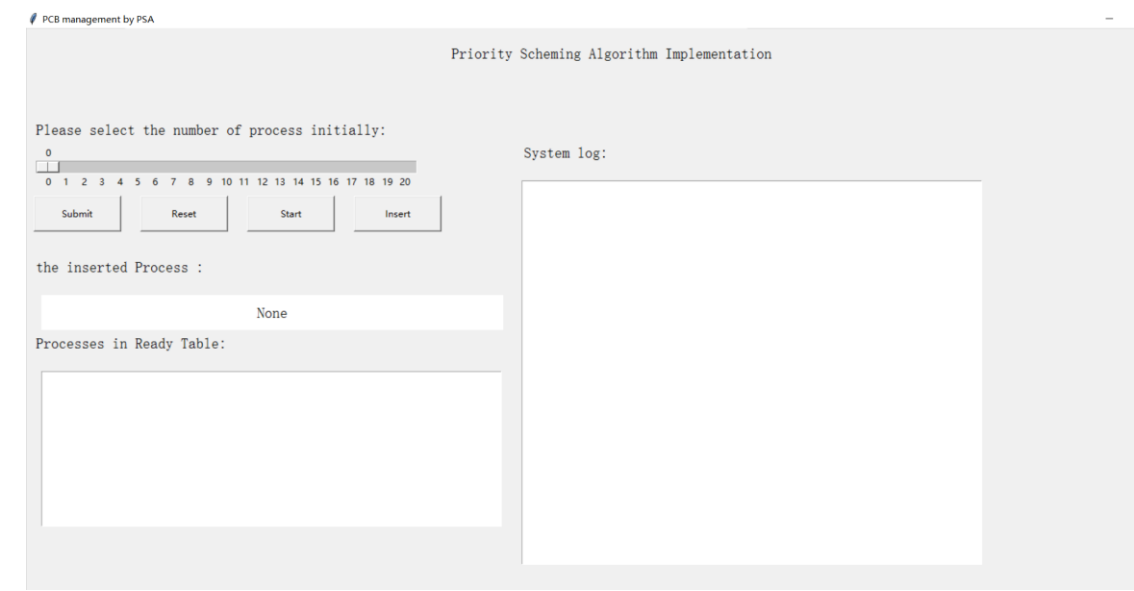 PCB management by PSA
Priority Scheming Algorithm Implementation
Please select the number of process initially:
0
0 1 2 3 4 5 6 7 8 9 10 11 12 13 14 15 16 17 18 19 20
Submit Reset Start Insert
the inserted Process :
None
Processes in Ready Table:
System log: